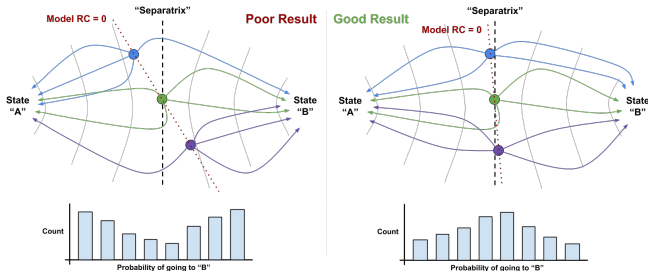 “Separatrix”
Model RC = 0
Poor Result
State
“A”
State
“B”
Count
Probability of going to “B”
Good Result
“Separatrix”
Model RC = 0
State
“A”
State
“B”
Count
Probability of going to “B”